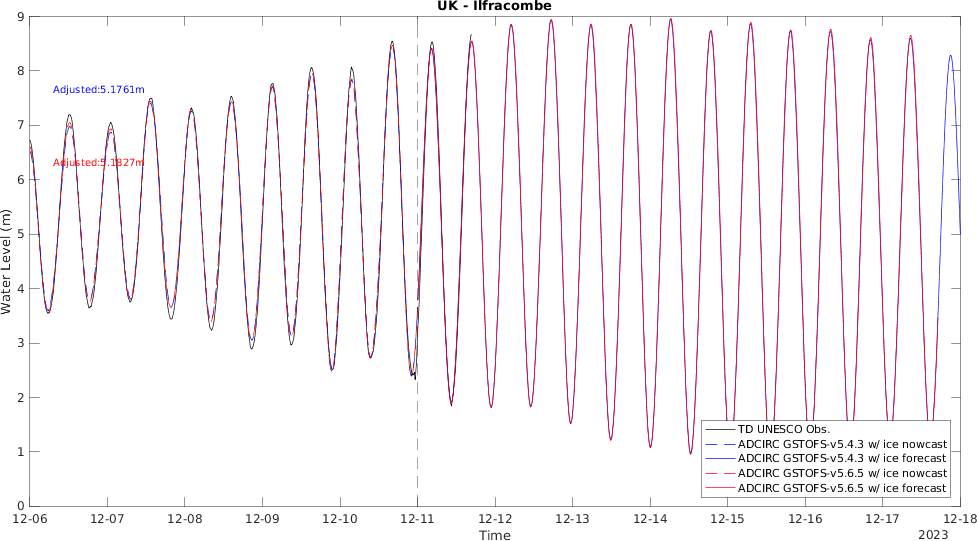 UK - Ilfracombe
9
8
7
6
5
4
3
2
1
0
Water Level (m)
Adjusted:5.1761m
Adjusted:5.1827m
TD UNESCO Obs.
ADCIRC GSTOFS-v5.4.3 w/ ice nowcast
ADCIRC GSTOFS-v5.4.3 w/ ice forecast
ADCIRC GSTOFS-v5.6.5 w/ ice nowcast
ADCIRC GSTOFS-v5.6.5 w/ ice forecast
12-06 12-07 12-08 12-09 12-10 12-11 12-12 12-13 12-14 12-15 12-16 12-17 12-18
Time
2023